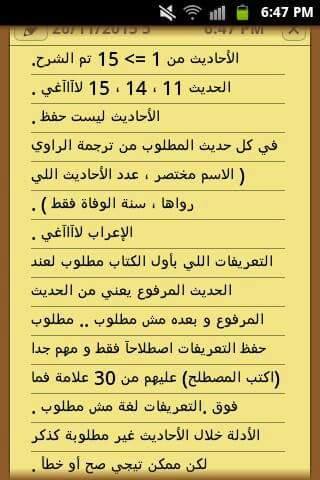 6:47 PM
26/11/2015 5 6:47 PM
الأحاديث من 1 => 15 تم الشرح.
الحديث 11 ، 14 ، 15 لاآاآغي .
الأحاديث ليست حفظ .
في كل حديث المطلوب من ترجمة الراوي
( الاسم مختصر ، عدد الأحاديث اللي
رواها ، سنة الوفاة فقط ) .
الإعراب لاآاآغي .
التعريفات اللي بأول الكتاب مطلوب لعند
الحديث المرفوع يعني من الحديث
المرفوع و بعده مش مطلوب .. مطلوب
حفظ التعريفات اصطلاحآ فقط و مهم جدا
(اكتب المصطلح) عليهم من 30 علامة فما
فوق .التعريفات لغة مش مطلوب .
الأدلة خلال الأحاديث غير مطلوبة كذكر
لكن ممكن تيجي صح أو خطأ .